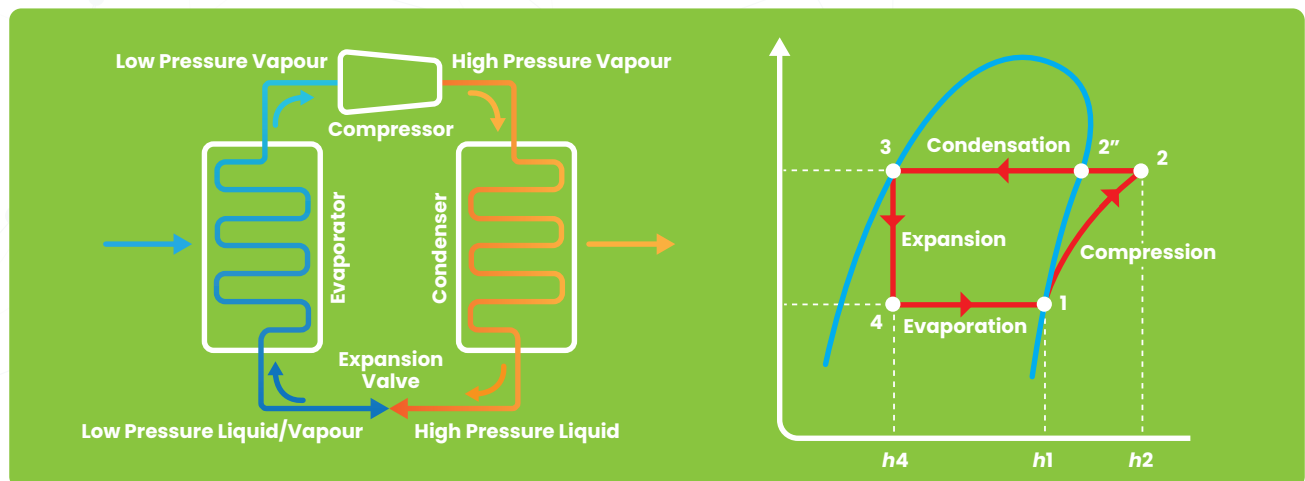 Low Pressure Vapour
High Pressure Vapour
Compressor
Evaporator
Condenser
Expansion
Valve
Low Pressure Liquid/Vapour
High Pressure Liquid
3
Condensation
2”
2
Expansion
Compression
4
Evaporation
1
h4
h1
h2